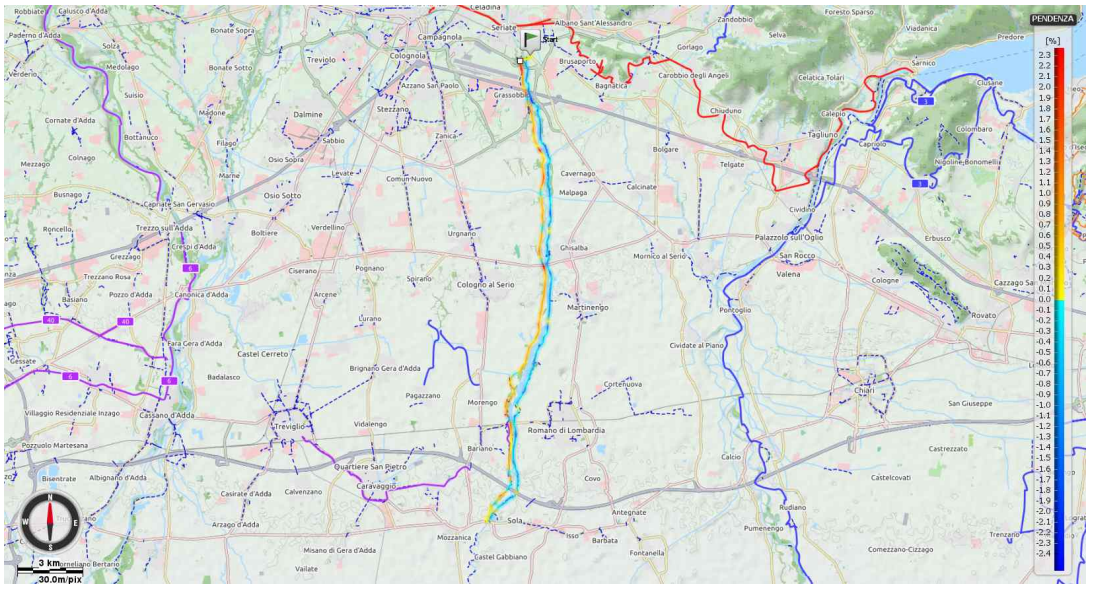 Robbiate
Calusco d'Adda
Celadina
Seriate
Albano Sant'Alessandro
Zandobbio
Foresto Sparso
Viadanica
Predore
PENDENZA
Paderno d'Adda
Solza
Bonate Sopra
Campagnola
Start
Selva
Gorlago
[%]
Medolago
Treviolo
Colognola
Brusaporto
Sarnico
Verderio
Bonate Sotto
Carobbio degli Angeli
Celatica Tolari
Clusane
Suisio
Azzano San Paolo
Grassobbio
Bagnatica
3
Cornate d'Adda
Madone
Dalmine
Stezzano
Chiuduno
Calepio
Colombaro
Bottanuco
Filago
Sabbio
Zanica
Tagliuno
Capriolo
Colnago
Mezzago
Osio Sopra
Bolgare
Telgate
Nigoline-Bonomelli
Marne
Levate
Comun Nuovo
Cavernago
Malpaga
Calcinate
3
Busnago
Capriate San Gervasio
Osio Sotto
Cividino
Roncello
Trezzo sull'Adda
Boltiere
Verdellino
Urgnano
Palazzolo sull'Oglio
Erbusco
Grezzago
Crespi d'Adda
Ghisalba
Mornico al Serio
San Rocco
Trezzano Rosa
6
Ciserano
Pognano
Spirano
Valena
Cologne
Cazzago Sa
Basiano
Pozzo d'Adda
Canonica d'Adda
Arcene
Cologno al Serio
Martinengo
Pontoglio
Rovato
40
40
Lurano
Fara Gera d'Adda
Castel Cerreto
Cividate al Piano
Gessate
Badalasco
Brignano Gera d'Adda
6
6
Cortenuova
Chiari
Pagazzano
Morengo
San Giuseppe
Villaggio Residenziale Inzago
Cassano d'Adda
Treviglio
Vidalengo
Romano di Lombardia
Pozzuolo Martesana
Bariano
Calcio
Castrezzato
Bisentrate
Albignano d'Adda
Quartiere San Pietro
Caravaggio
Covo
Castelcovati
Casirate d'Adda
Calvenzano
Antegnate
Rudiano
Arzago d'Adda
Sola
Pumenengo
Mozzanica
Isso
Barbata
Trenzano
Misano di Gera d'Adda
Castel Gabbiano
Fontanella
Comezzano-Cizzago
Vailate
N
W
E
S
3 km
30.0m/pix
2.3
2.2
2.1
2.0
1.9
1.8
1.7
1.6
1.5
1.4
1.3
1.2
1.1
1.0
0.9
0.8
0.7
0.6
0.5
0.4
0.3
0.2
0.1
0.0
-0.1
-0.2
-0.3
-0.4
-0.5
-0.6
-0.7
-0.8
-0.9
-1.0
-1.1
-1.2
-1.3
-1.4
-1.5
-1.6
-1.7
-1.8
-1.9
-2.0
-2.1
-2.2
-2.3
-2.4